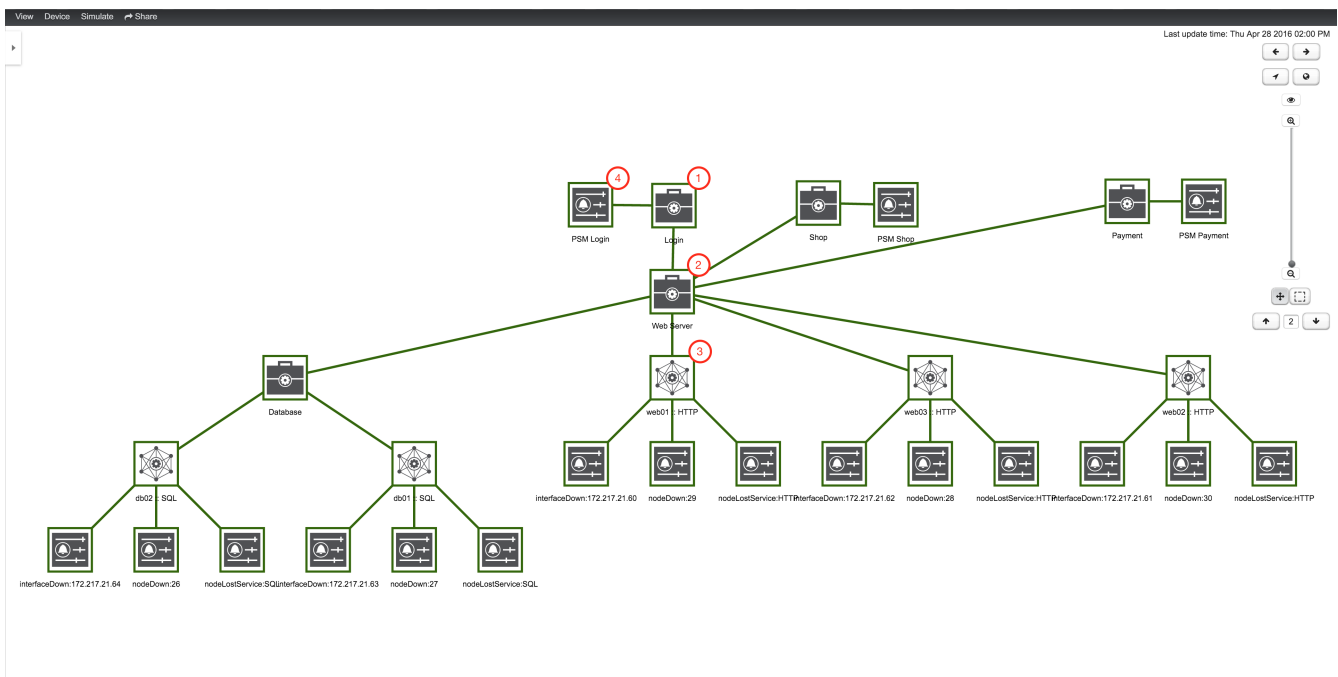 View Device Simulate Share
Last update time: Thu Apr 28 2016 02:00 PM
4
1
PSM Login
Login
Shop
PSM Shop
Payment
PSM Payment
2
Web Server
2
3
Database
web01 :: HTTP
web03 :: HTTP
web02 :: HTTP
db02 :: SQL
db01 :: SQL
interfaceDown:172.217.21.60
nodeDown:29
nodeLostService:HTTP
interfaceDown:172.217.21.62
nodeDown:28
nodeLostService:HTTP
interfaceDown:172.217.21.61
nodeDown:30
nodeLostService:HTTP
interfaceDown:172.217.21.64
nodeDown:26
nodeLostService:SQL
interfaceDown:172.217.21.63
nodeDown:27
nodeLostService:SQL